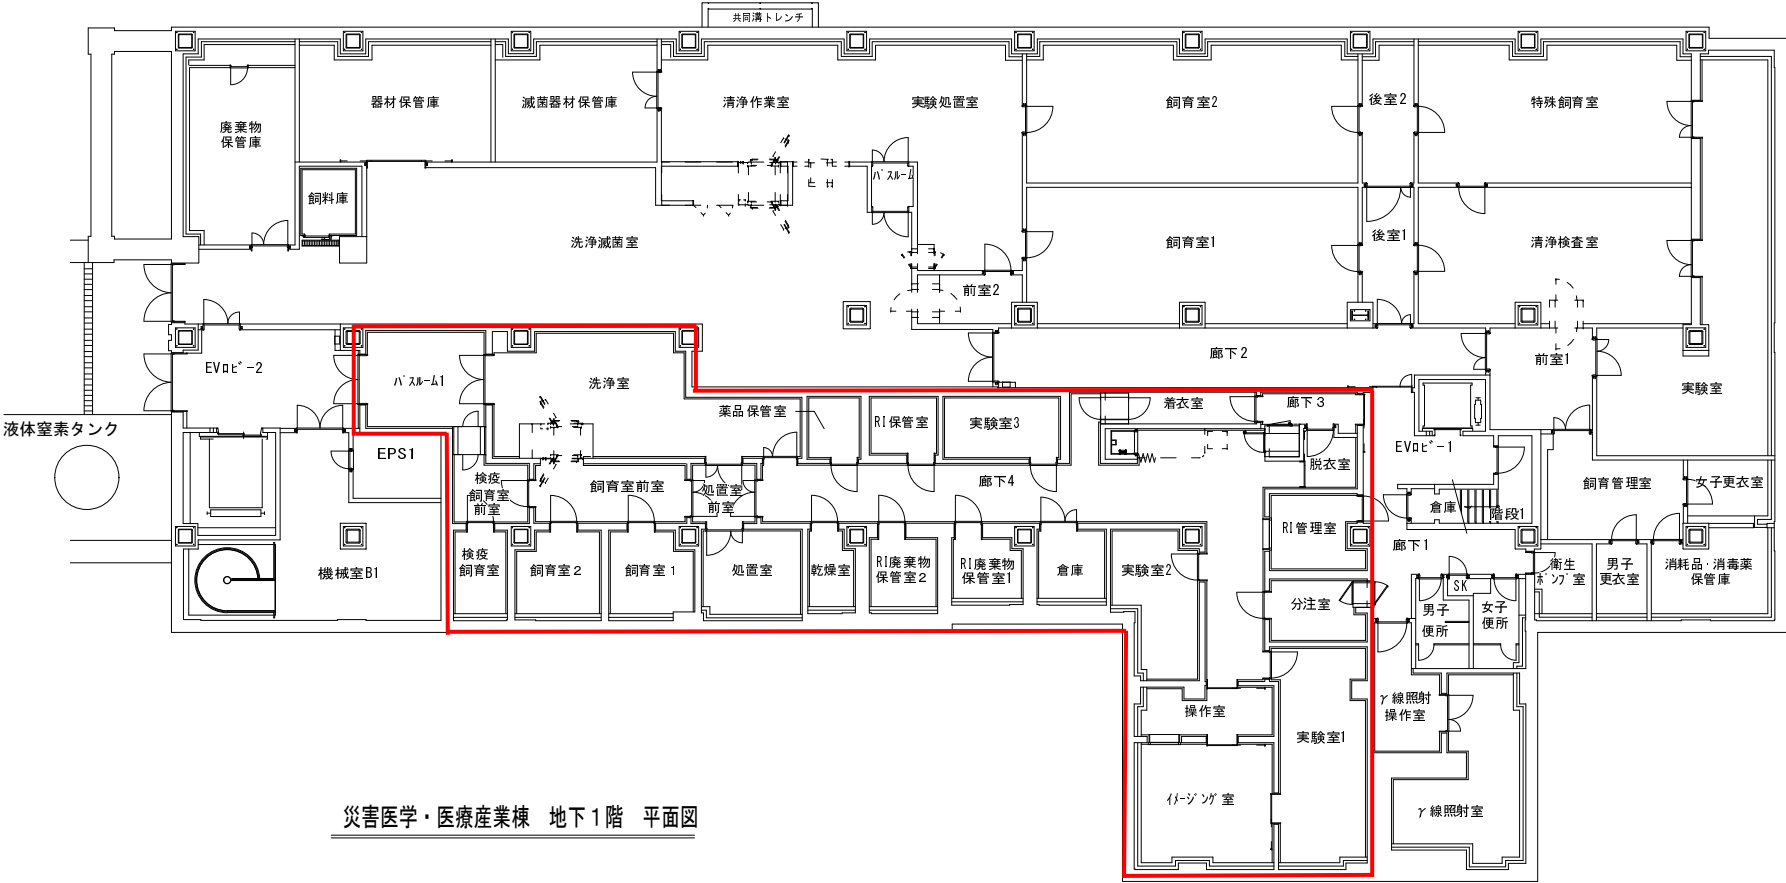 共同溝トレンチ
器材保管庫
滅菌器材保管庫
清浄作業室
実験処置室
飼育室2
後室2
特殊飼育室
廃棄物
保管庫
飼料庫
パスルーム
洗浄滅菌室
飼育室1
後室1
清浄検査室
前室2
EVロビー2
パスルーム1
洗浄室
廊下2
前室1
実験室
液体窒素タンク
薬品保管室
RI保管室
実験室3
着衣室
廊下3
EPS1
検疫
飼育室
前室
飼育室前室
処置室
前室
廊下4
脱衣室
EVロビー1
飼育管理室
女子更衣室
倉庫
階段1
RI管理室
廊下1
機械室B1
検疫
飼育室
飼育室2
飼育室1
処置室
乾燥室
RI廃棄物
保管室2
RI廃棄物
保管室1
倉庫
実験室2
分注室
SK
衛生
ポンプ室
男子
更衣室
消耗品・消毒薬
保管庫
男子
便所
女子
便所
操作室
γ線照射
操作室
実験室1
イメージング室
γ線照射室
災害医学・医療産業棟　地下1階　平面図